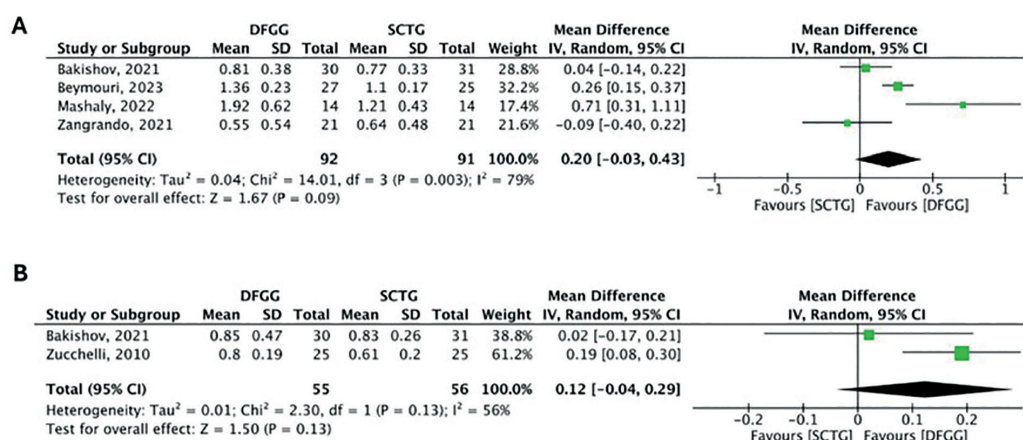 A
DFGG SCTG Mean Difference Mean Difference
Study or Subgroup Mean SD Total Mean SD Total Weight IV, Random, 95% CI IV, Random, 95% CI
Bakishov, 2021 0.81 0.38 30 0.77 0.33 31 28.8% 0.04 [-0.14, 0.22]
Beymouri, 2023 1.36 0.23 27 1.1 0.17 25 32.2% 0.26 [0.15, 0.37]
Mashaly, 2022 1.92 0.62 14 1.21 0.43 14 17.4% 0.71 [0.31, 1.11]
Zangrando, 2021 0.55 0.54 21 0.64 0.48 21 21.6% -0.09 [-0.40, 0.22]
Total (95% CI) 92 91 100.0% 0.20 [-0.03, 0.43]
Heterogeneity: Tau² = 0.04; Chi² = 14.01, df = 3 (P = 0.003); I² = 79%
Test for overall effect: Z = 1.67 (P = 0.09)
-1 -0.5 0 0.5 1
Favours [SCTG] Favours [DFGG]
B
DFGG SCTG Mean Difference Mean Difference
Study or Subgroup Mean SD Total Mean SD Total Weight IV, Random, 95% CI IV, Random, 95% CI
Bakishov, 2021 0.85 0.47 30 0.83 0.26 31 38.8% 0.02 [-0.17, 0.21]
Zucchelli, 2010 0.8 0.19 25 0.61 0.2 25 61.2% 0.19 [0.08, 0.30]
Total (95% CI) 55 56 100.0% 0.12 [-0.04, 0.29]
Heterogeneity: Tau² = 0.01; Chi² = 2.30, df = 1 (P = 0.13); I² = 56%
Test for overall effect: Z = 1.50 (P = 0.13)
-0.2 -0.1 0 0.1 0.2
Favours [SCTG] Favours [DFGG]